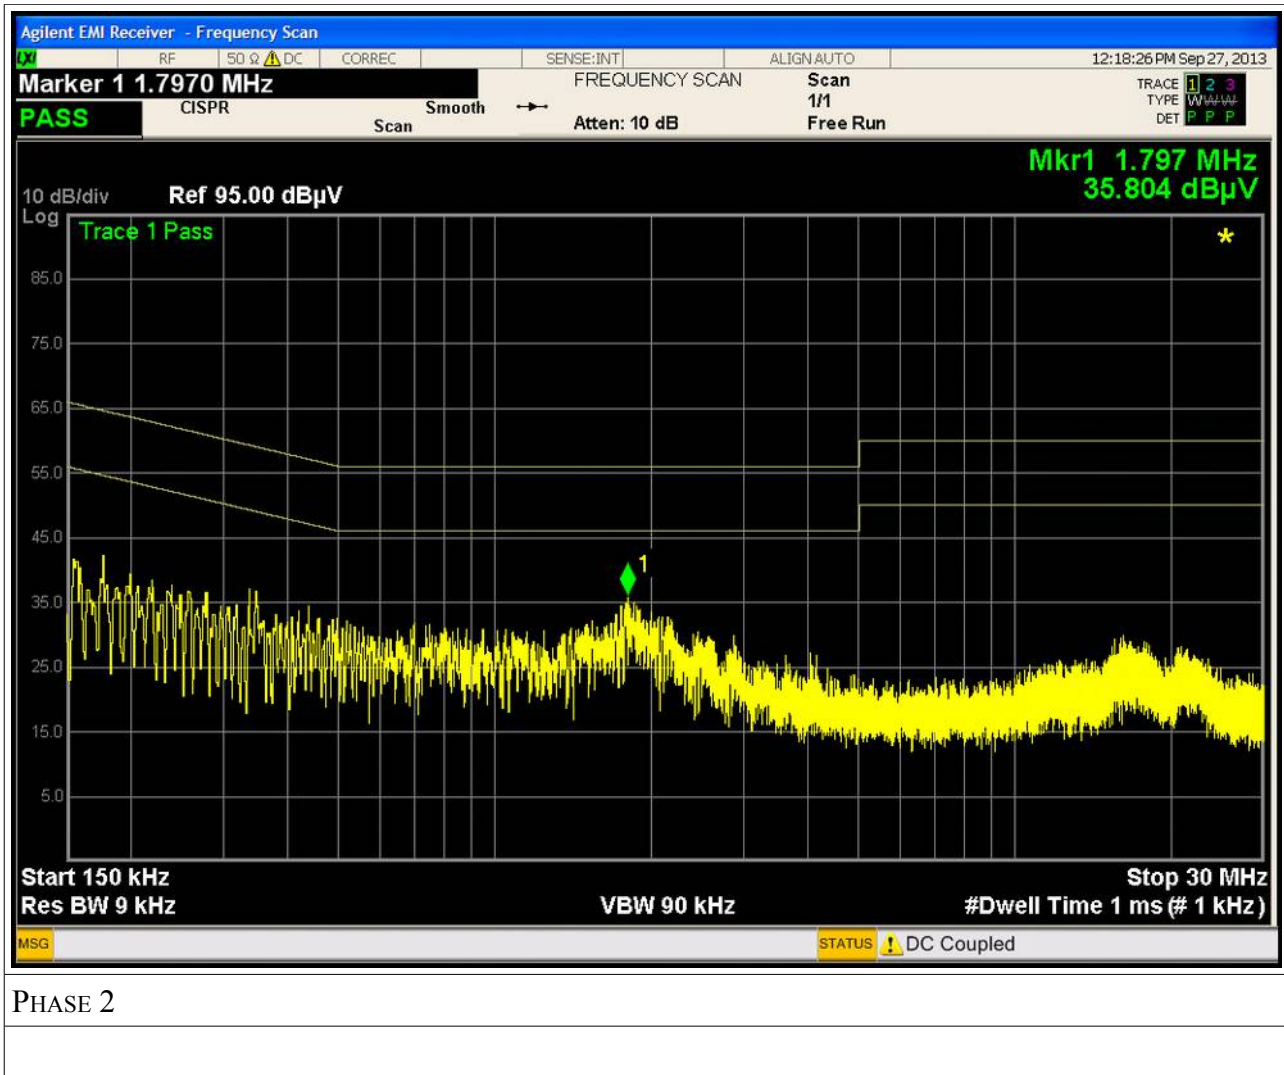 Agilent EMI Receiver - Frequency Scan
LXI RF 50 Ω DC CORREC SENSE:INT ALIGN AUTO 12:18:26 PM Sep 27, 2013
Marker 1 1.7970 MHz FREQUENCY SCAN Scan TRACE 1 2 3
PASS CISPR Smooth 1/1 TYPE W W W
Scan Atten: 10 dB Free Run DET P P P
Mkr1 1.797 MHz
10 dB/div Ref 95.00 dBµV 35.804 dBµV
Log
Trace 1 Pass
*
85.0
75.0
65.0
55.0
45.0
1
35.0
25.0
15.0
5.0
Start 150 kHz Stop 30 MHz
Res BW 9 kHz VBW 90 kHz #Dwell Time 1 ms (# 1 kHz)
MSG STATUS ! DC Coupled
PHASE 2